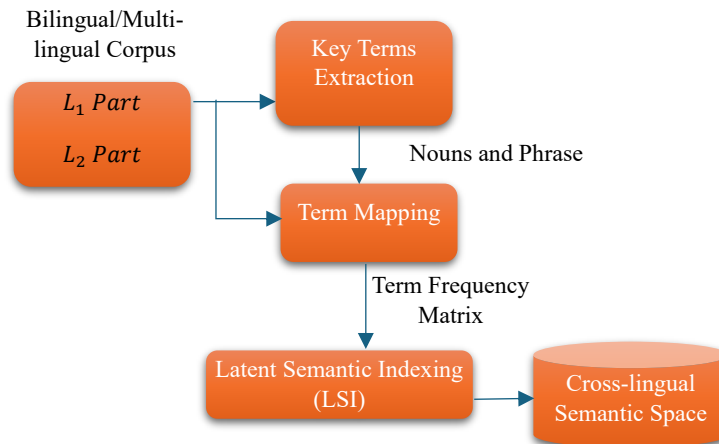 Bilingual/Multi-
lingual Corpus
L₁ Part
L₂ Part
Key Terms
Extraction
Nouns and Phrase
Term Mapping
Term Frequency
Matrix
Latent Semantic Indexing
(LSI)
Cross-lingual
Semantic Space